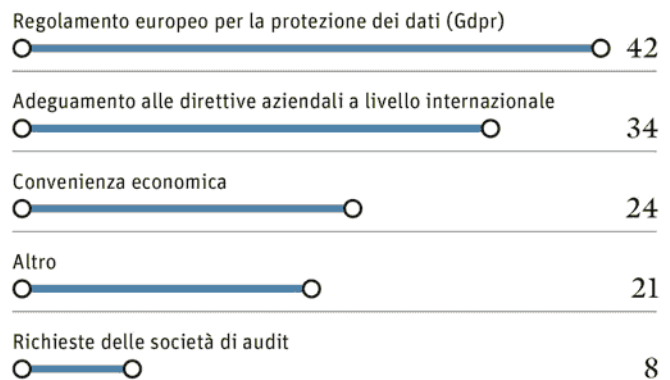 Regolamento europeo per la protezione dei dati (Gdpr)
42
Adeguamento alle direttive aziendali a livello internazionale
34
Convenienza economica
24
Altro
21
Richieste delle società di audit
8